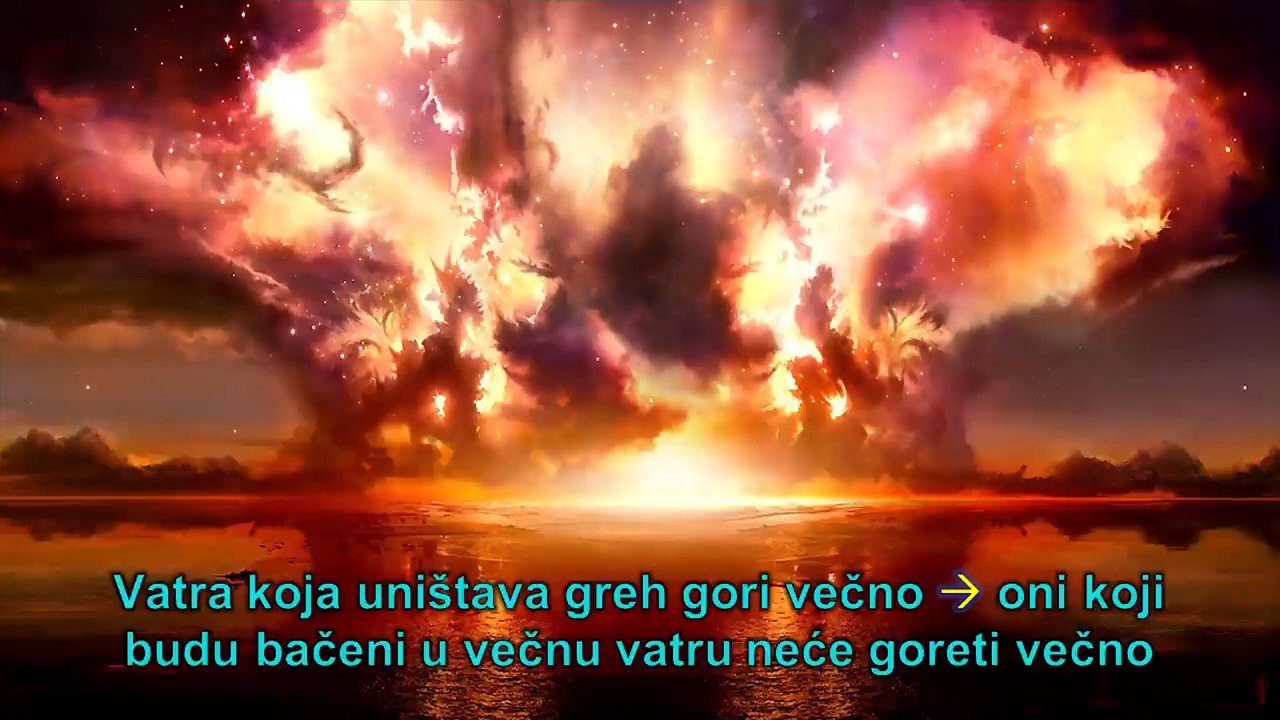 Vatra koja uništava greh gori večno → oni koji
budu bačeni u večnu vatru neće goreti večno